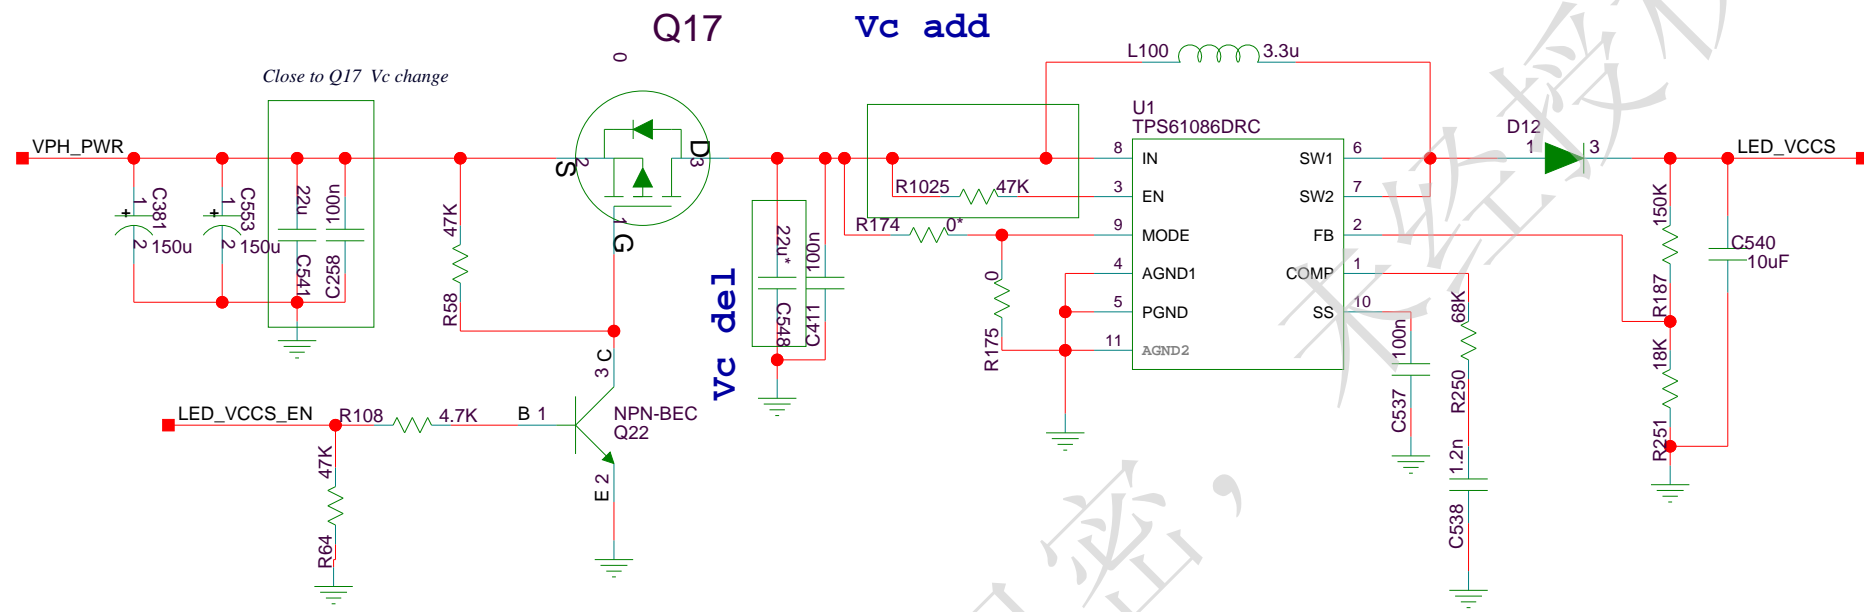 Q17
Vc add
0
Close to Q17 Vc change
L100
3.3u
U1
TPS61086DRC
VPH_PWR
D12
1
3
LED_VCCS
S
2
D
3
1
G
8
IN
SW1
6
R1025
47K
3
EN
SW2
7
R174
0*
9
MODE
FB
2
4
AGND1
COMP
1
5
PGND
SS
10
11
AGND2
+
1
C381
2
150u
+
1
C553
2
150u
22u
C541
100n
C258
47K
R58
Vc del
22u*
C548
100n
C411
0
R175
100n
C537
68K
R250
1.2n
C538
150K
R187
18K
R251
C540
10uF
LED_VCCS_EN
R108
4.7K
B 1
3 C
NPN-BEC
Q22
E 2
47K
R64
未经授权
密，